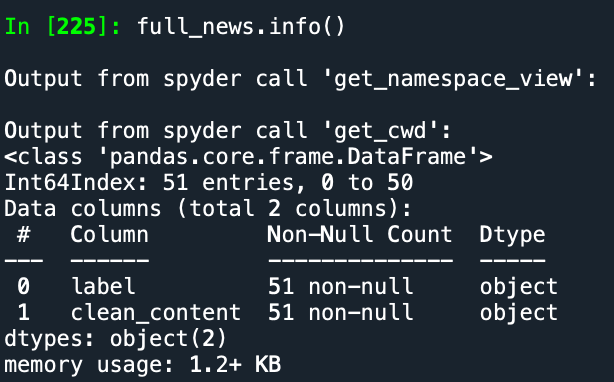 In [225]: full_news.info()
Output from spyder call 'get_namespace_view':
Output from spyder call 'get_cwd':
<class 'pandas.core.frame.DataFrame'>
Int64Index: 51 entries, 0 to 50
Data columns (total 2 columns):
 #   Column         Non-Null Count  Dtype
---  ------         --------------  -----
 0   label          51 non-null     object
 1   clean_content  51 non-null     object
dtypes: object(2)
memory usage: 1.2+ KB